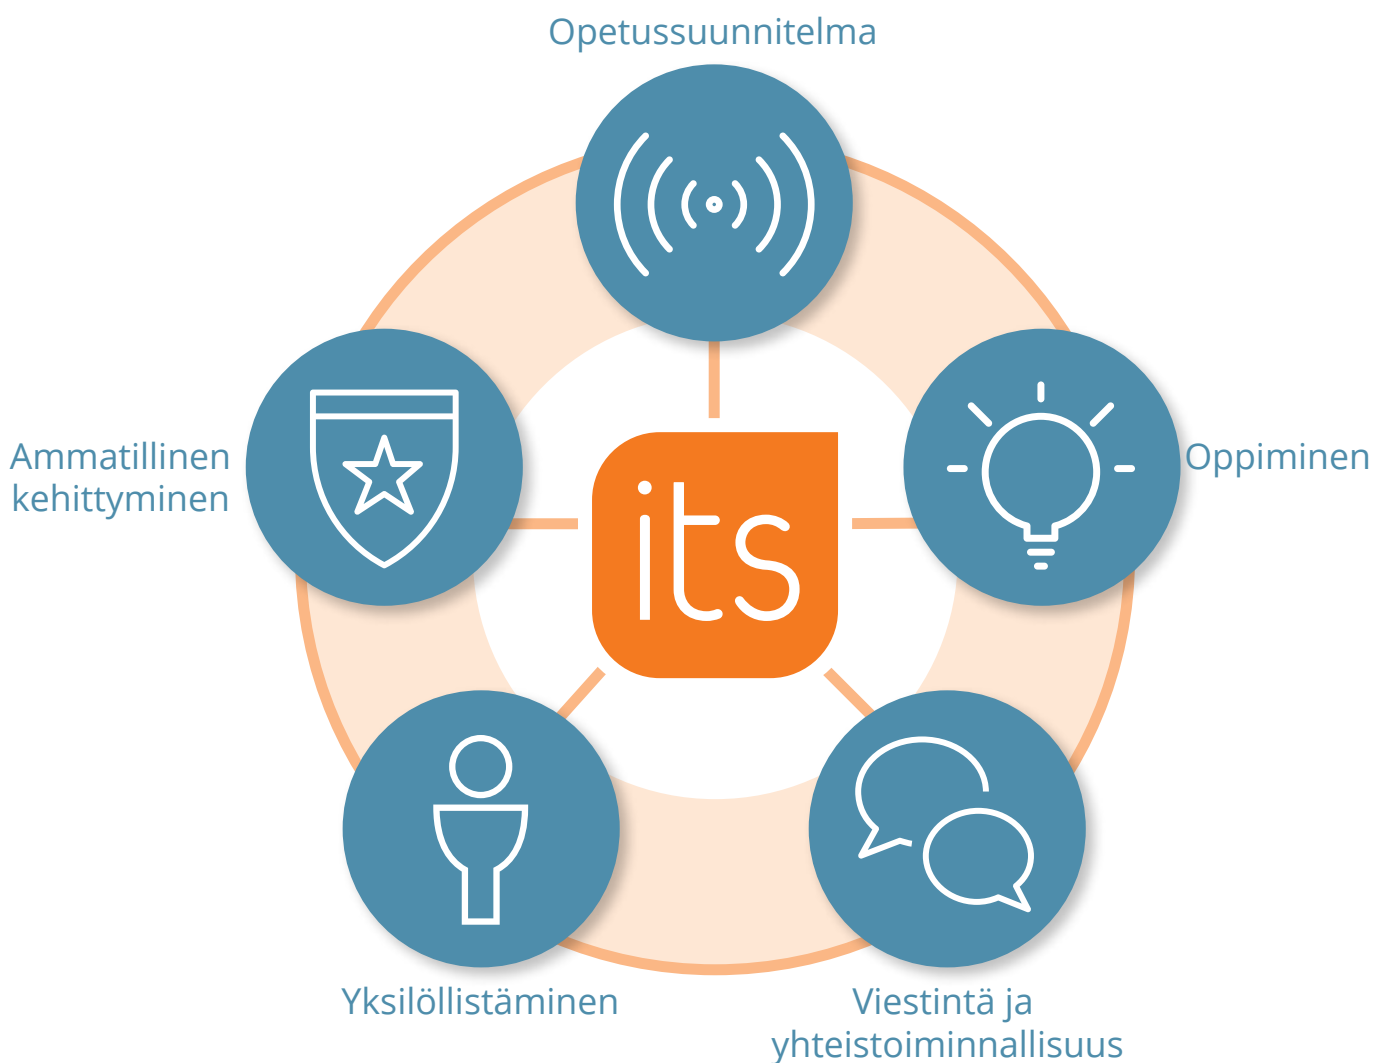 Opetussuunnitelma
Ammatillinen
kehittyminen
its
Oppiminen
Yksilöllistäminen
Viestintä ja
yhteistoiminnallisuus